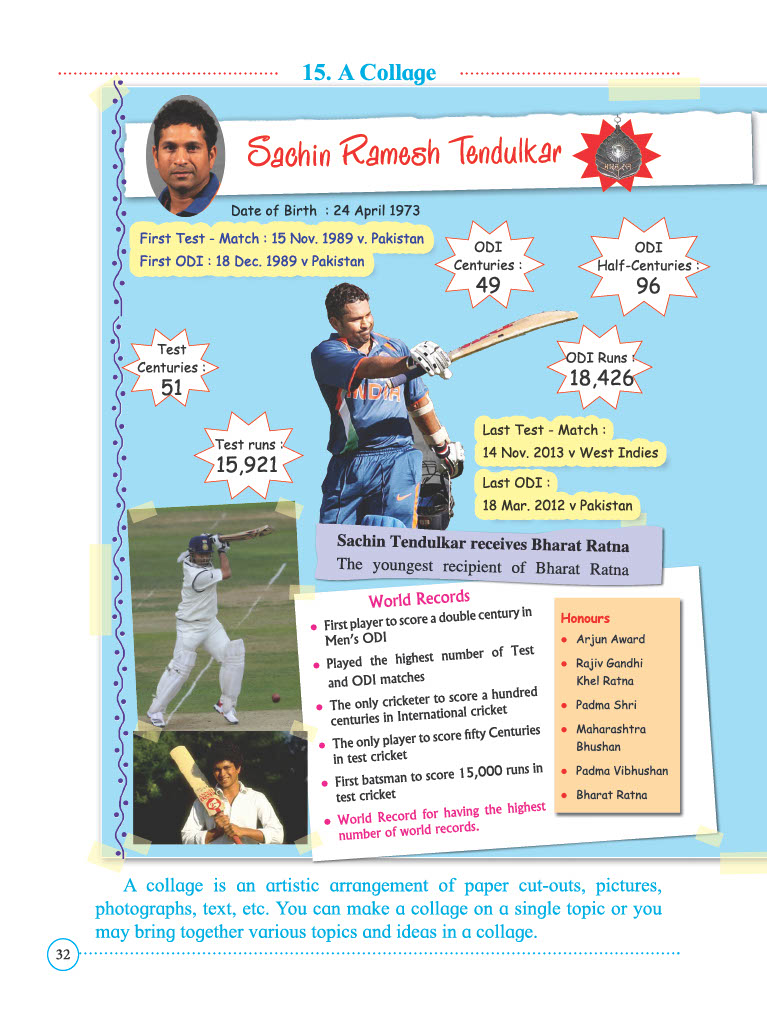 15. A Collage
Sachin Ramesh Tendulkar
Date of Birth : 24 April 1973
First Test - Match : 15 Nov. 1989 v. Pakistan
First ODI : 18 Dec. 1989 v Pakistan
ODI
Centuries :
49
ODI
Half-Centuries :
96
Test
Centuries :
51
ODI Runs :
18,426
Test runs :
15,921
INDIA
Last Test - Match :
14 Nov. 2013 v West Indies
Last ODI :
18 Mar. 2012 v Pakistan
Sachin Tendulkar receives Bharat Ratna
The youngest recipient of Bharat Ratna
World Records
• First player to score a double century in
Men's ODI
• Played the highest number of Test
and ODI matches
• The only cricketer to score a hundred
centuries in International cricket
• The only player to score fifty Centuries
in test cricket
• First batsman to score 15,000 runs in
test cricket
• World Record for having the highest
number of world records.
Honours
• Arjun Award
• Rajiv Gandhi
Khel Ratna
• Padma Shri
• Maharashtra
Bhushan
• Padma Vibhushan
• Bharat Ratna
A collage is an artistic arrangement of paper cut-outs, pictures,
photographs, text, etc. You can make a collage on a single topic or you
may bring together various topics and ideas in a collage.
32